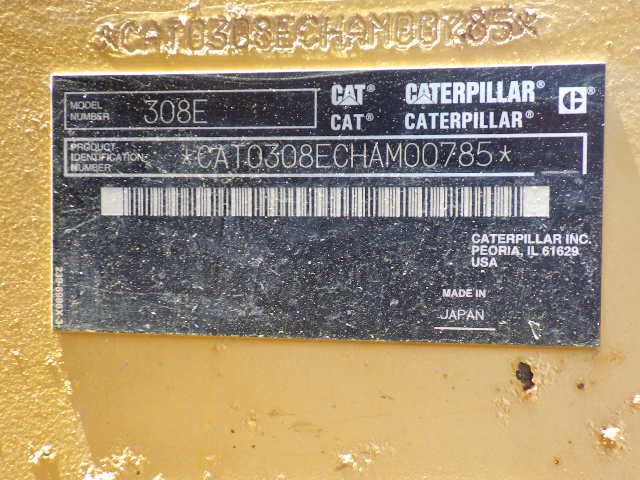 *CAT0308ECHAM00785*
MODEL NUMBER 308E
CAT® CATERPILLAR®
CAT® CATERPILLAR®
PRODUCT IDENTIFICATION NUMBER *CAT0308ECHAM00785*
CATERPILLAR INC.
PEORIA, IL 61629
USA
MADE IN
JAPAN